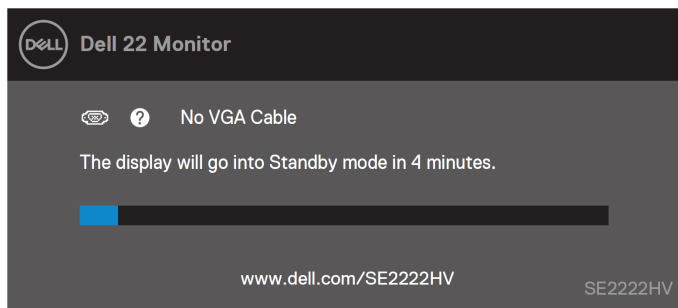 DELL Dell 22 Monitor
? No VGA Cable
The display will go into Standby mode in 4 minutes.
www.dell.com/SE2222HV
SE2222HV